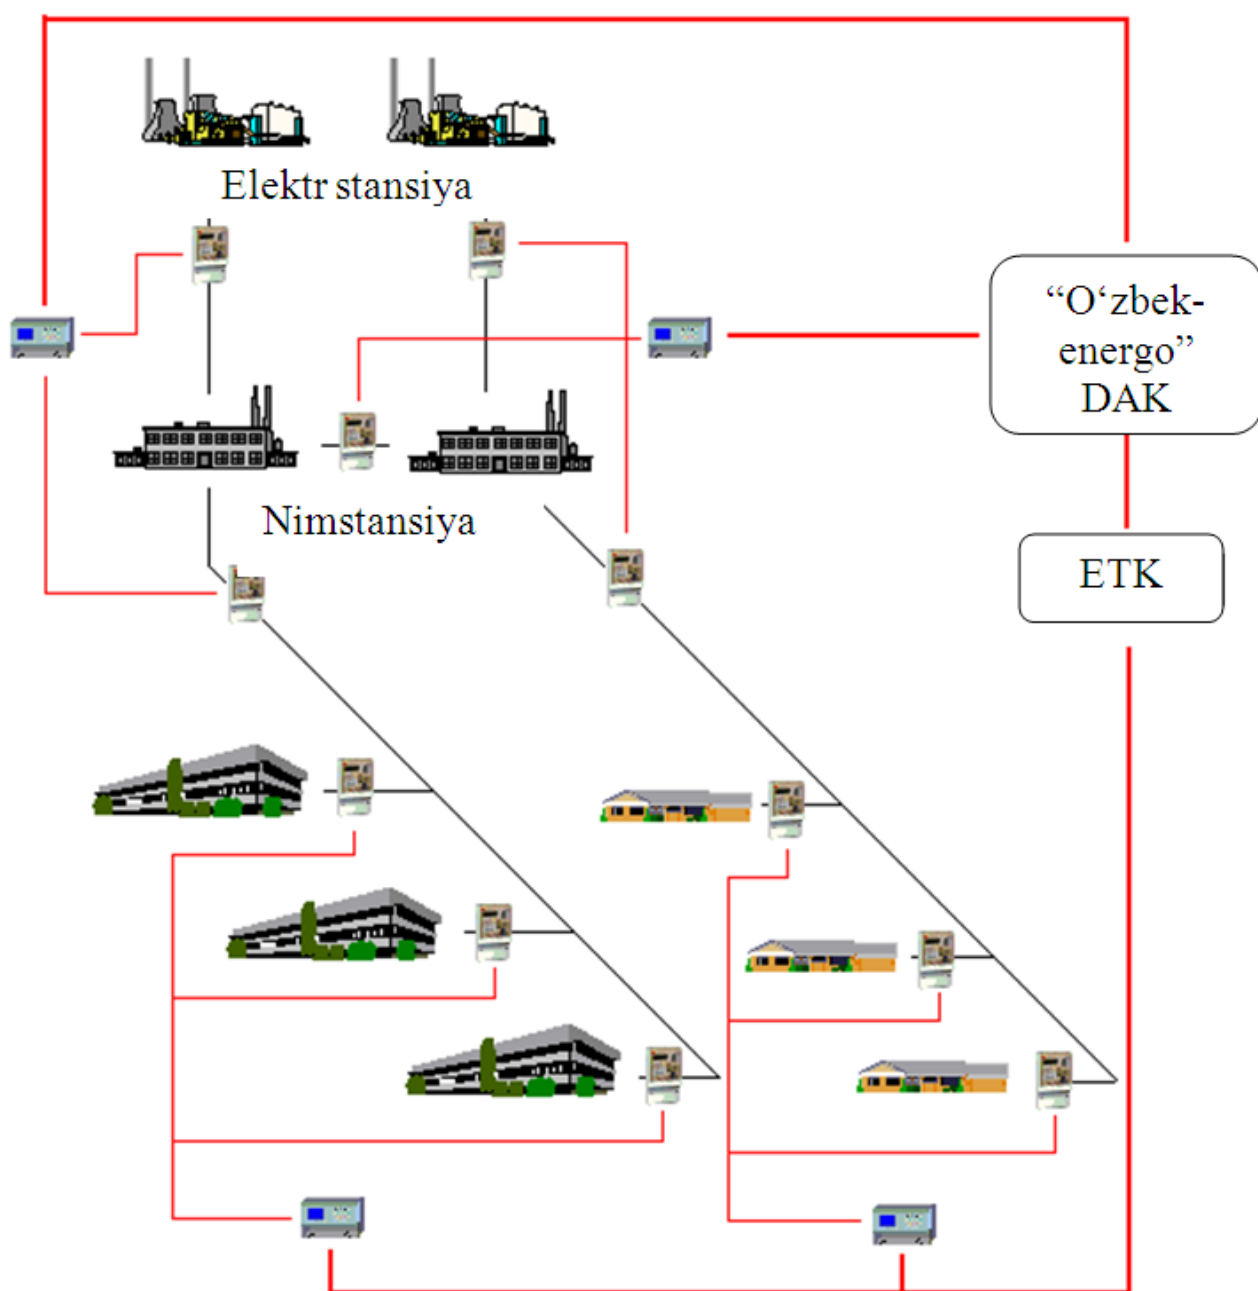 Elektr stansiya
“O‘zbek-
energo”
DAK
Nimstansiya
ETK